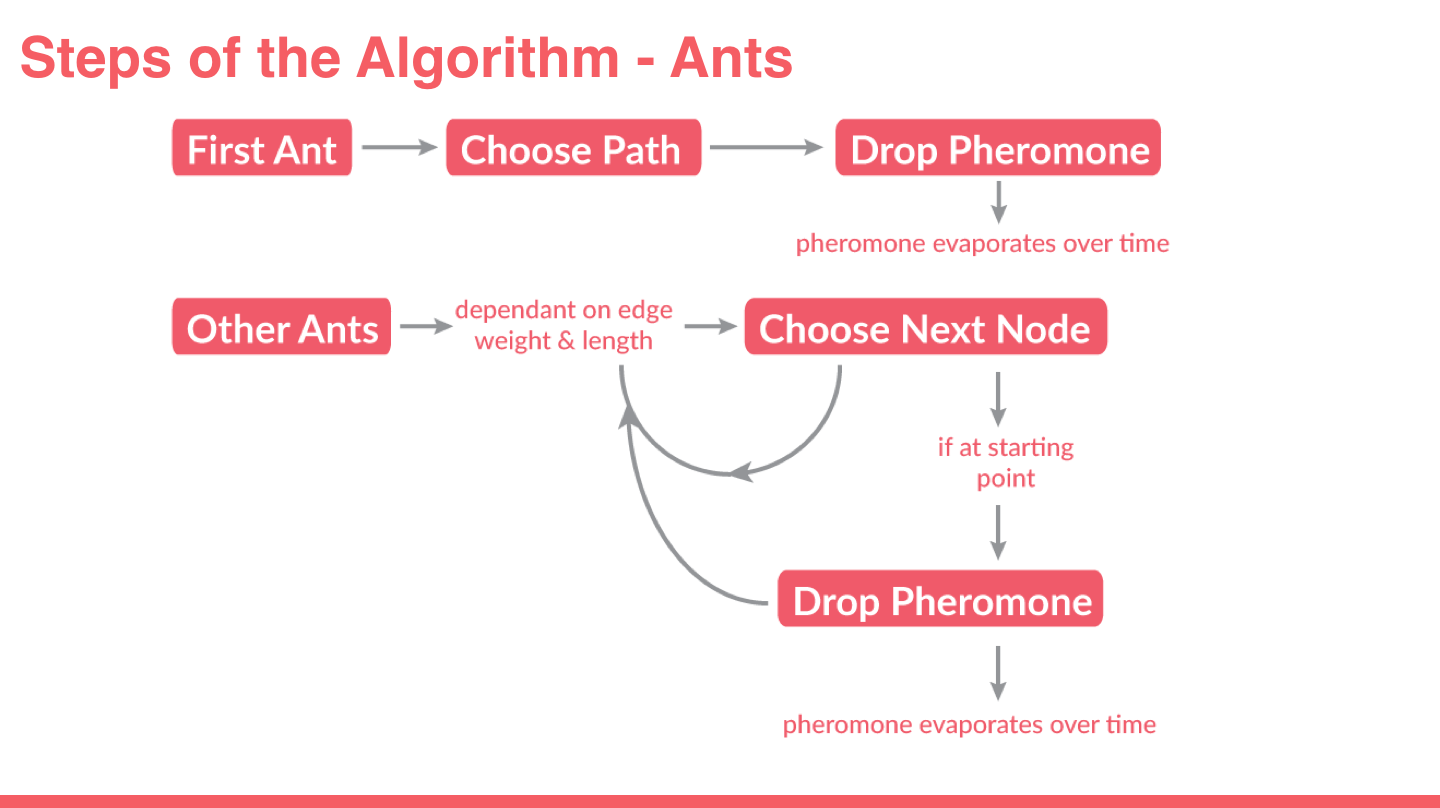 Steps of the Algorithm - Ants
First Ant
Choose Path
Drop Pheromone
pheromone evaporates over time
Other Ants
dependant on edge
weight & length
Choose Next Node
if at starting
point
Drop Pheromone
pheromone evaporates over time